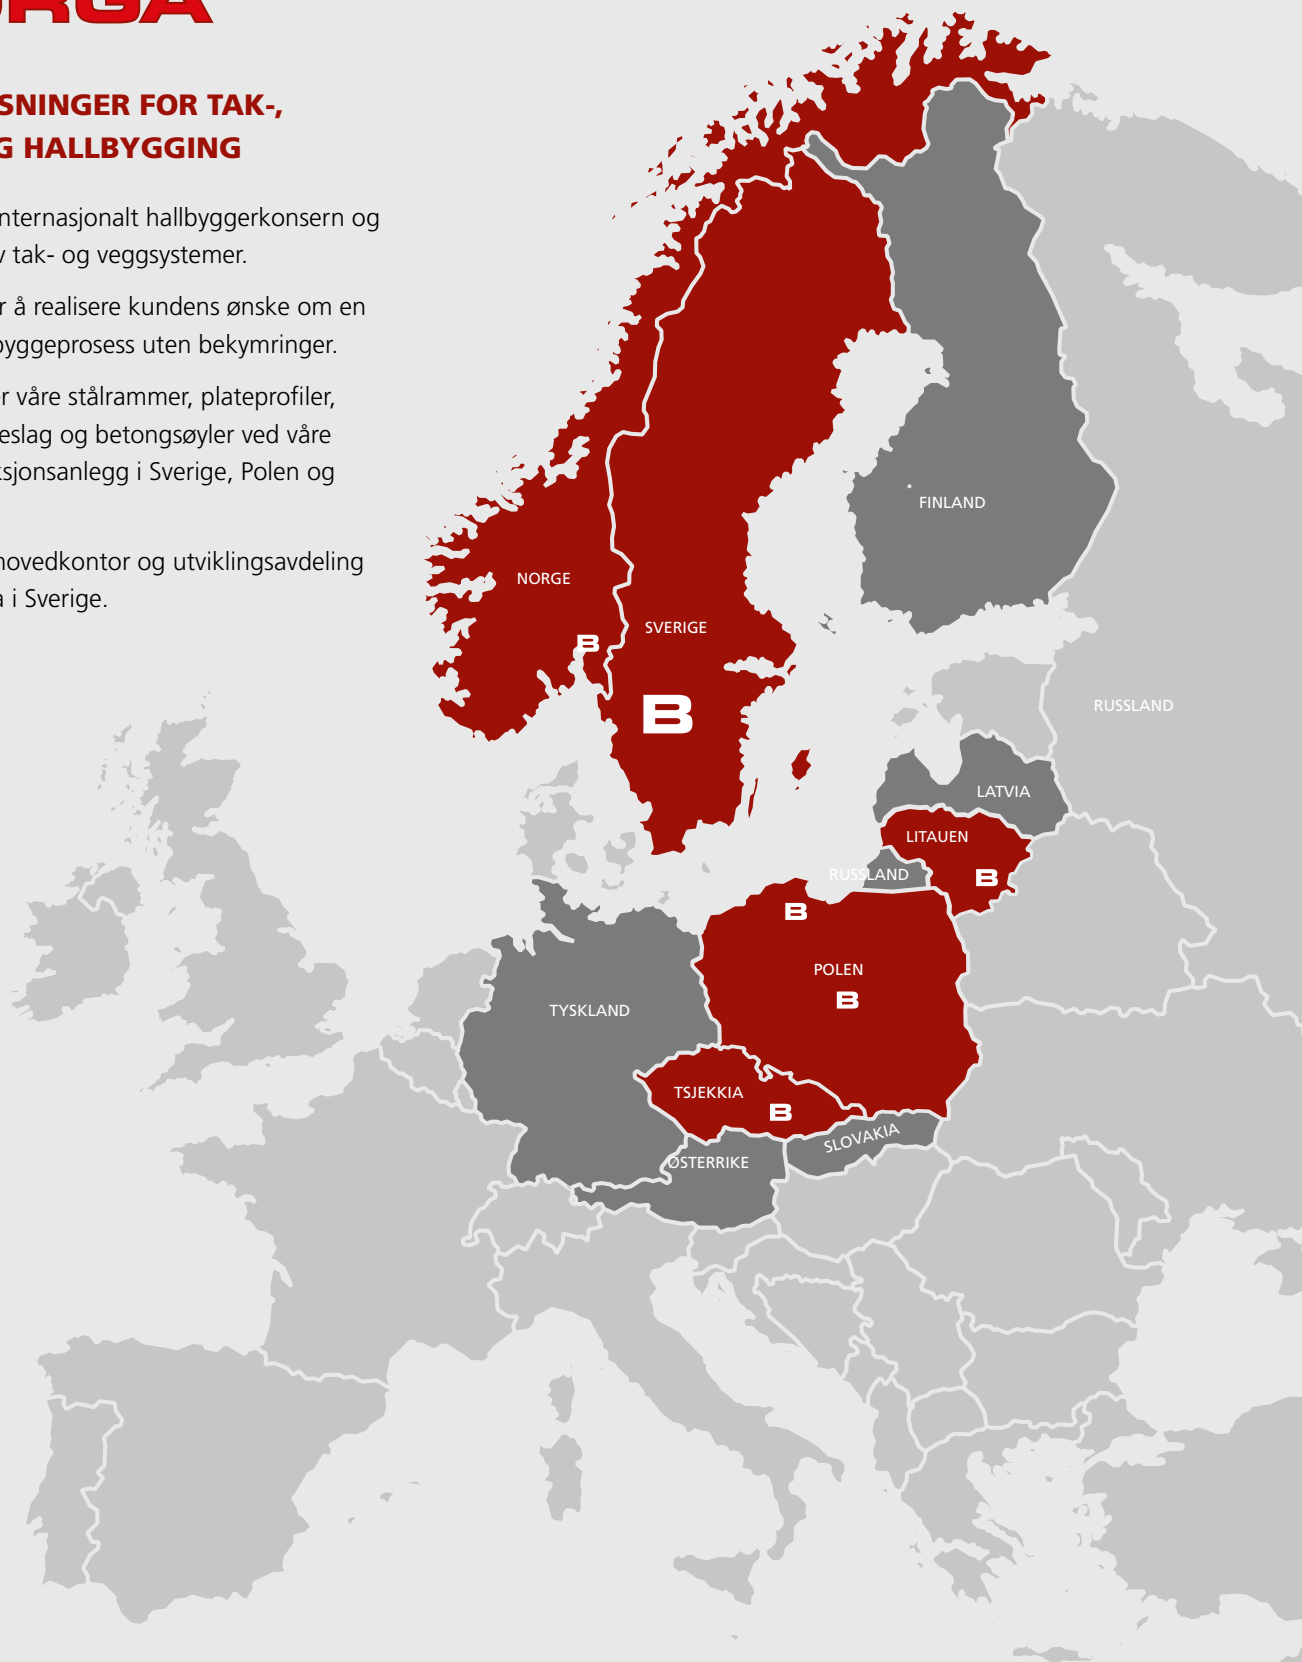 SNINGER FOR TAK-,
G HALLBYGGING
nternasjonalt hallbyggerkonsern og
v tak- og veggsystemer.
r å realisere kundens ønske om en
byggeprosess uten bekymringer.
r våre stålrammer, plateprofiler,
eslag og betongsøyler ved våre
ksjonsanlegg i Sverige, Polen og
hovedkontor og utviklingsavdeling
a i Sverige.
FINLAND
NORGE
SVERIGE
B
B
RUSSLAND
LATVIA
LITAUEN
RUSSLAND
B
B
POLEN
B
TYSKLAND
TSJEKKIA
B
SLOVAKIA
ØSTERRIKE